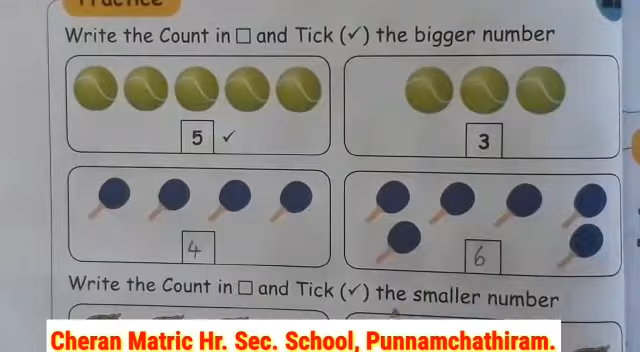 Practice
Write the Count in □ and Tick (✓) the bigger number
5 ✓
3
4
6
Write the Count in □ and Tick (✓) the smaller number
Cheran Matric Hr. Sec. School, Punnamchathiram.